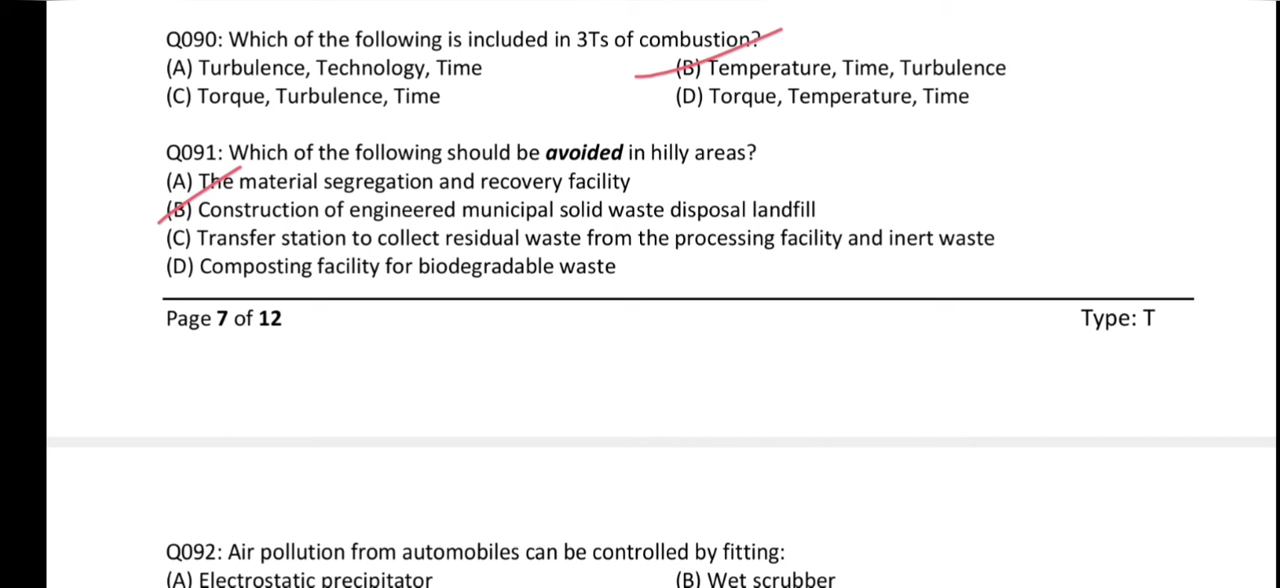 Q090: Which of the following is included in 3Ts of combustion?
(A) Turbulence, Technology, Time (B) Temperature, Time, Turbulence
(C) Torque, Turbulence, Time (D) Torque, Temperature, Time
Q091: Which of the following should be avoided in hilly areas?
(A) The material segregation and recovery facility
(B) Construction of engineered municipal solid waste disposal landfill
(C) Transfer station to collect residual waste from the processing facility and inert waste
(D) Composting facility for biodegradable waste
Page 7 of 12 Type: T
Q092: Air pollution from automobiles can be controlled by fitting:
(A) Electrostatic precipitator (B) Wet scrubber